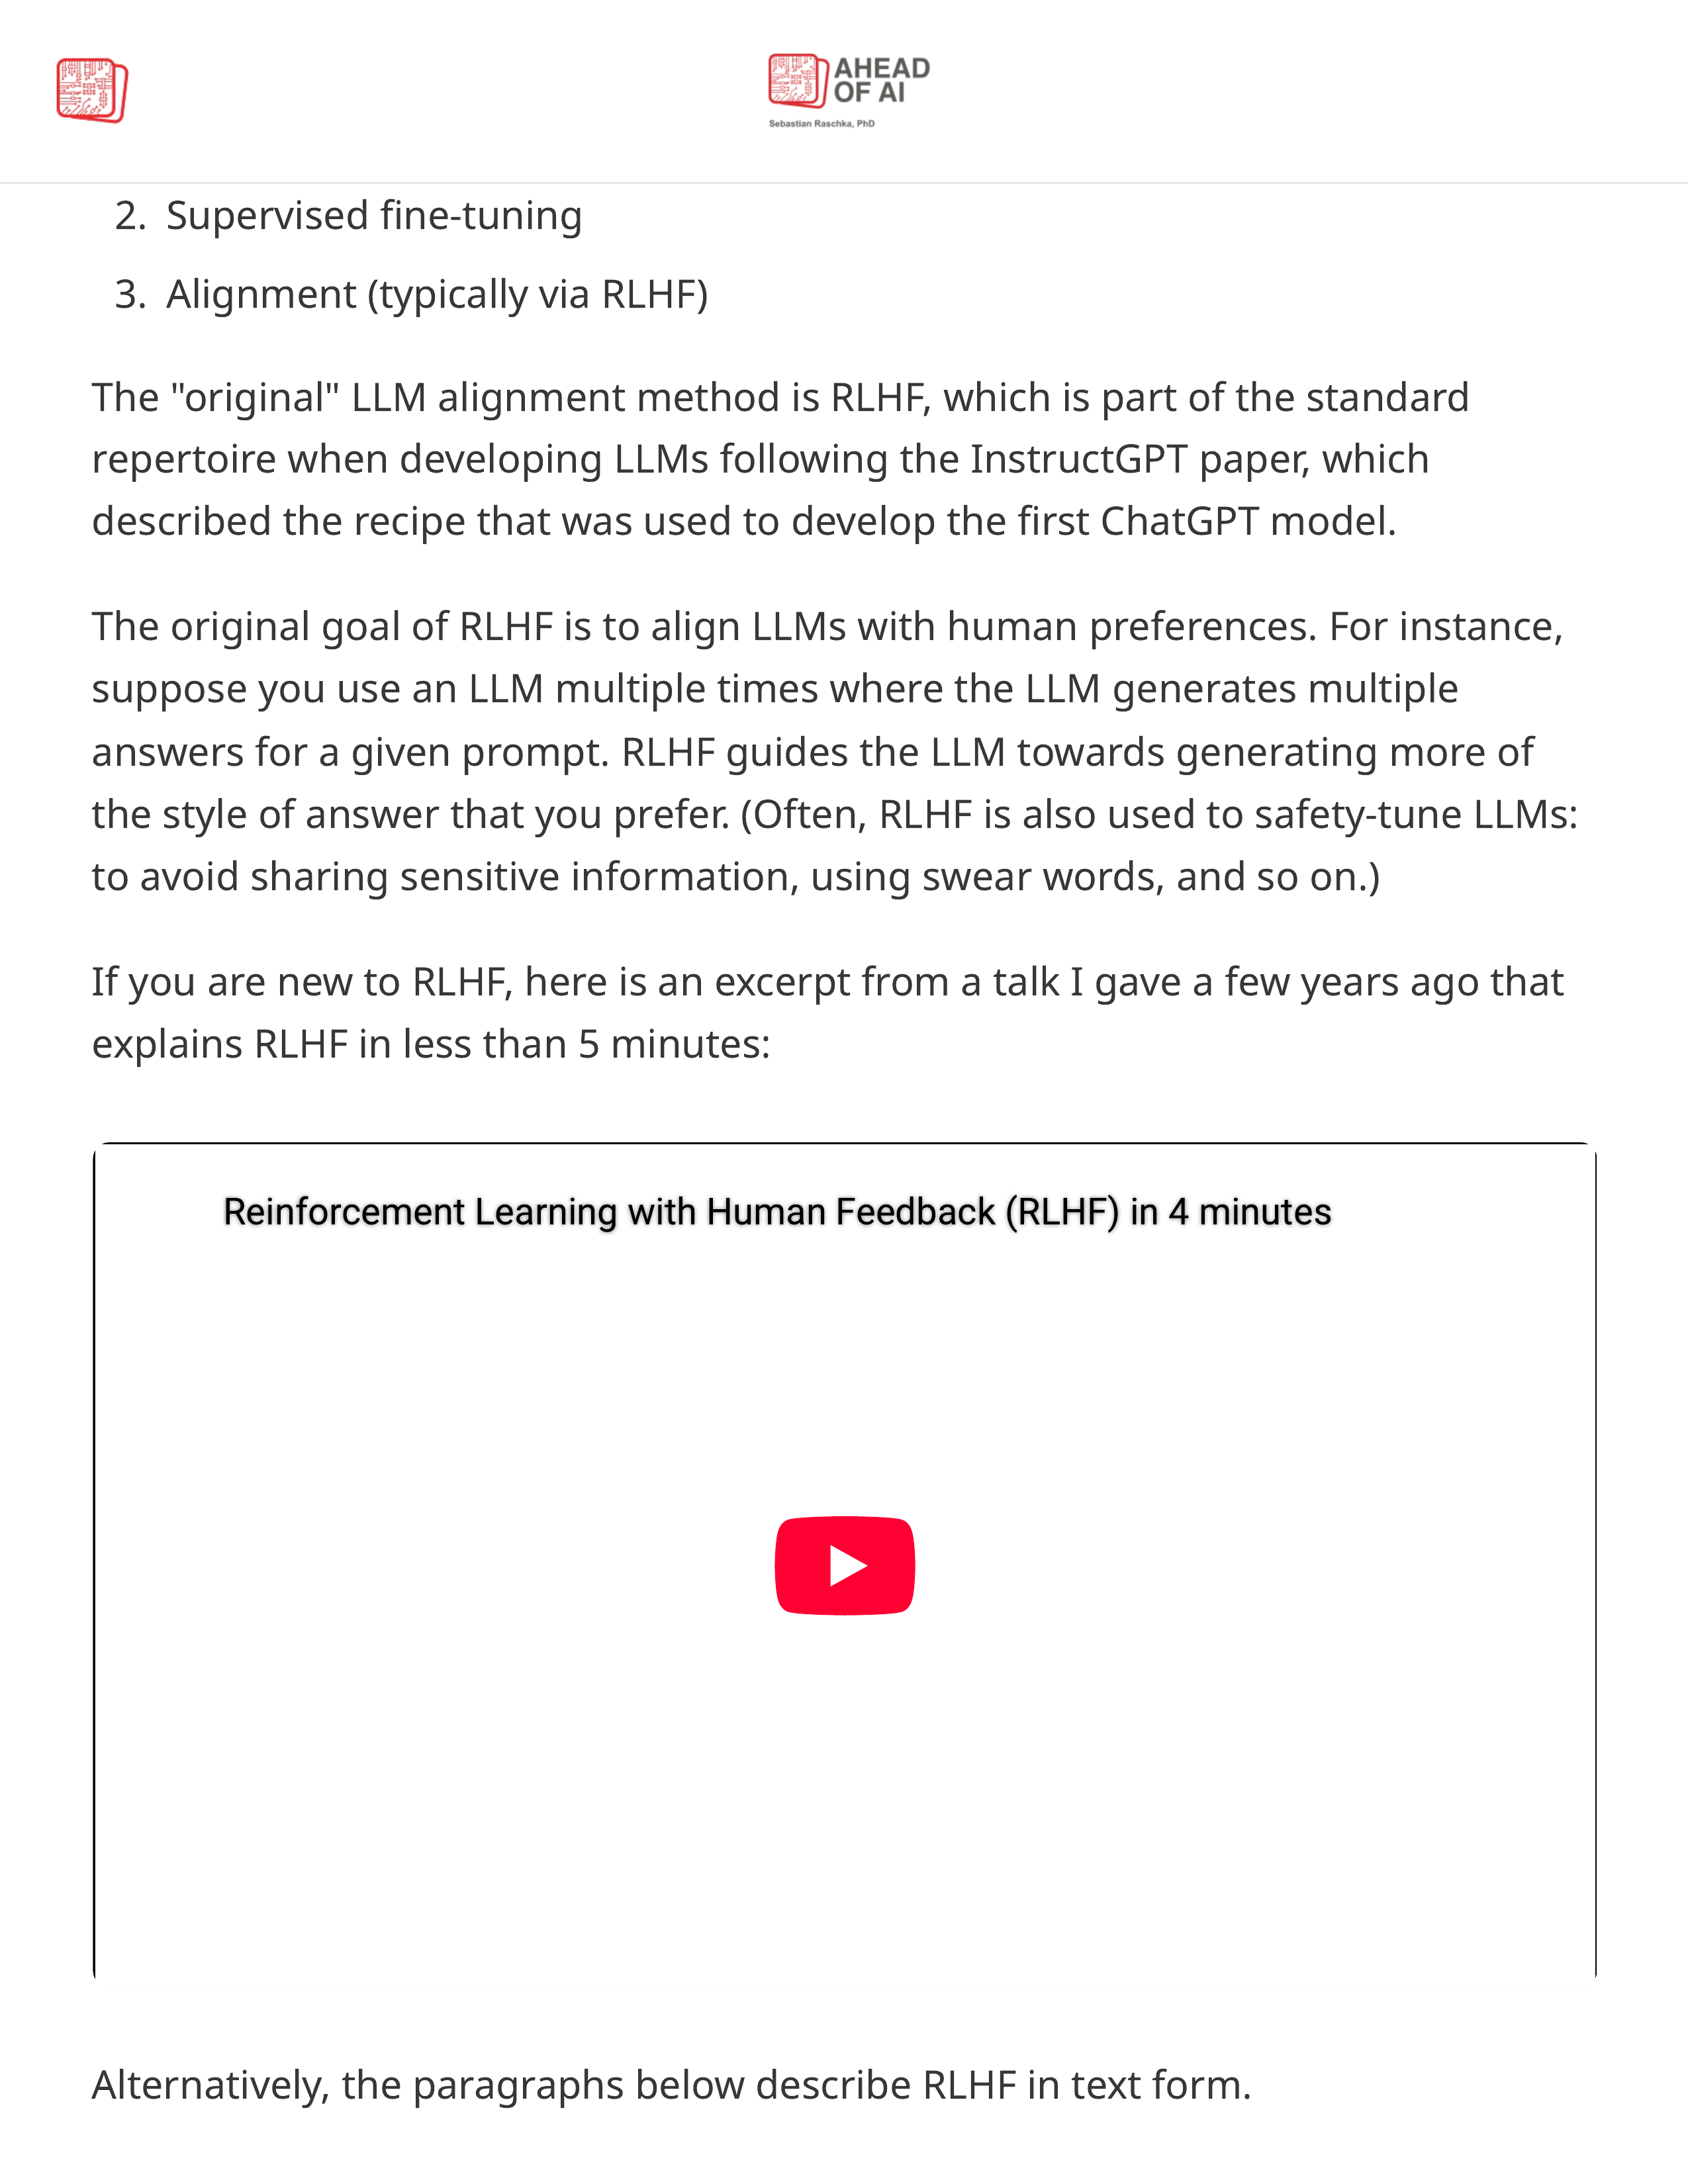 AHEAD
OF AI
Sebastian Raschka, PhD
2. Supervised fine-tuning
3. Alignment (typically via RLHF)
The "original" LLM alignment method is RLHF, which is part of the standard
repertoire when developing LLMs following the InstructGPT paper, which
described the recipe that was used to develop the first ChatGPT model.
The original goal of RLHF is to align LLMs with human preferences. For instance,
suppose you use an LLM multiple times where the LLM generates multiple
answers for a given prompt. RLHF guides the LLM towards generating more of
the style of answer that you prefer. (Often, RLHF is also used to safety-tune LLMs:
to avoid sharing sensitive information, using swear words, and so on.)
If you are new to RLHF, here is an excerpt from a talk I gave a few years ago that
explains RLHF in less than 5 minutes:
Reinforcement Learning with Human Feedback (RLHF) in 4 minutes
Alternatively, the paragraphs below describe RLHF in text form.